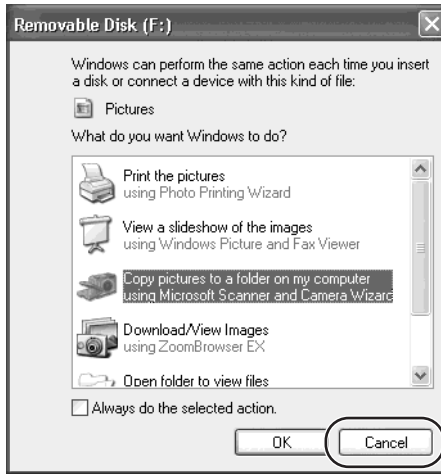 Removable Disk (F:)
Windows can perform the same action each time you insert
a disk or connect a device with this kind of file:
Pictures
What do you want Windows to do?
Print the pictures
using Photo Printing Wizard
View a slideshow of the images
using Windows Picture and Fax Viewer
Copy pictures to a folder on my computer
using Microsoft Scanner and Camera Wizard
Download/View Images
using ZoomBrowser EX
Open folder to view files
Always do the selected action.
OK
Cancel